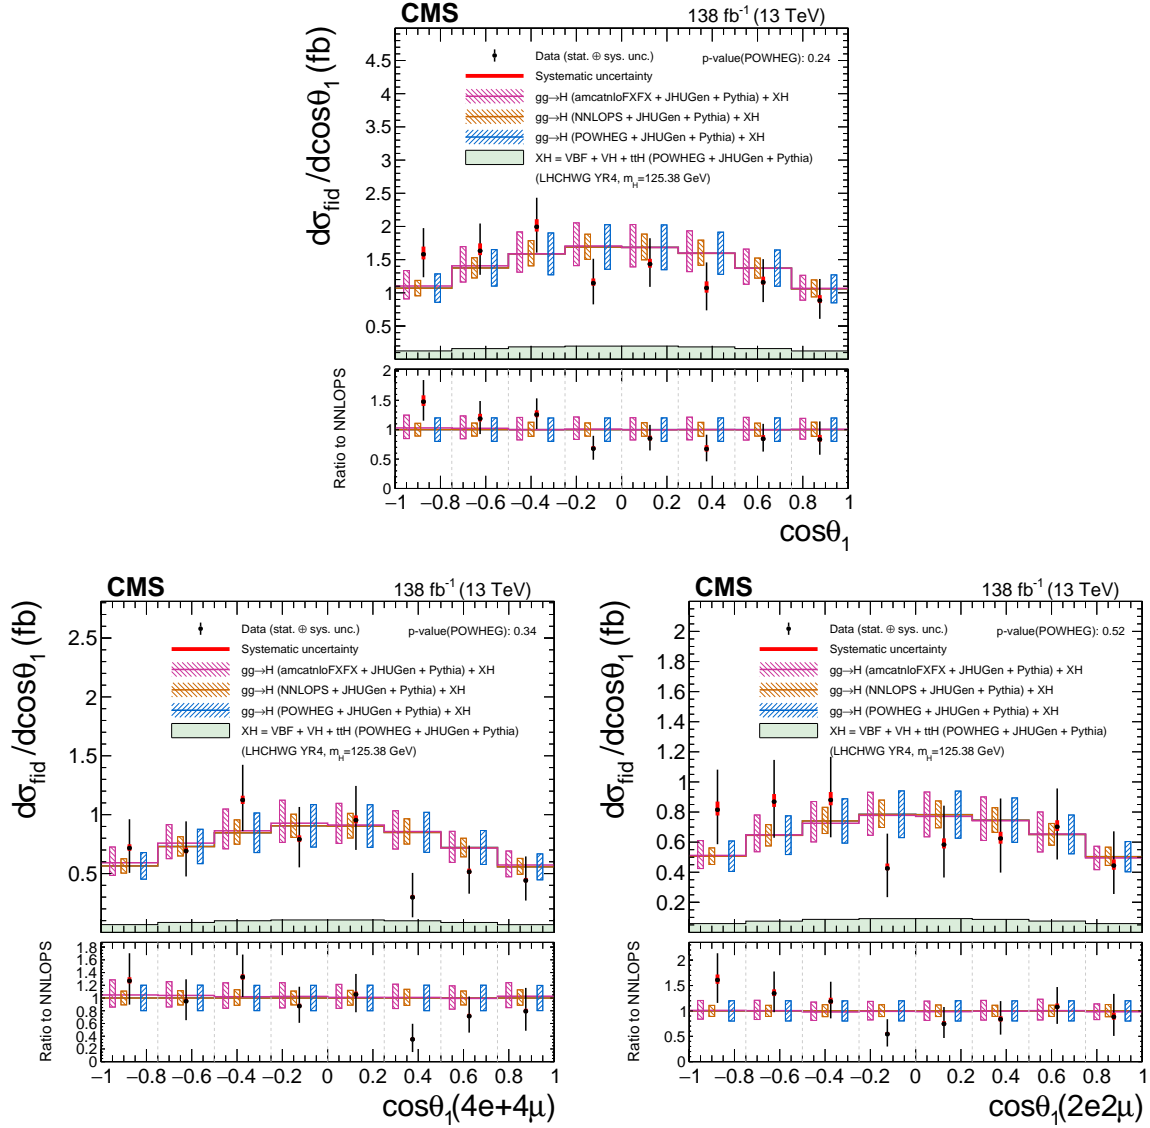 CMS 138 fb⁻¹ (13 TeV)
dσ_fid/dcosθ₁ (fb)
Data (stat. ⊕ sys. unc.) p-value(POWHEG): 0.24
Systematic uncertainty
gg→H (amcatnloFXFX + JHUGen + Pythia) + XH
gg→H (NNLOPS + JHUGen + Pythia) + XH
gg→H (POWHEG + JHUGen + Pythia) + XH
XH = VBF + VH + ttH (POWHEG + JHUGen + Pythia)
(LHCHWG YR4, m_H=125.38 GeV)
4.5
4
3.5
3
2.5
2
1.5
1
0.5
Ratio to NNLOPS
2
1.5
1
0.5
0
−1 −0.8 −0.6 −0.4 −0.2 0 0.2 0.4 0.6 0.8 1
cosθ₁
CMS 138 fb⁻¹ (13 TeV)
dσ_fid/dcosθ₁ (fb)
Data (stat. ⊕ sys. unc.) p-value(POWHEG): 0.34
Systematic uncertainty
gg→H (amcatnloFXFX + JHUGen + Pythia) + XH
gg→H (NNLOPS + JHUGen + Pythia) + XH
gg→H (POWHEG + JHUGen + Pythia) + XH
XH = VBF + VH + ttH (POWHEG + JHUGen + Pythia)
(LHCHWG YR4, m_H=125.38 GeV)
2.5
2
1.5
1
0.5
Ratio to NNLOPS
1.8
1.6
1.4
1.2
1
0.8
0.6
0.4
0.2
0
−1 −0.8 −0.6 −0.4 −0.2 0 0.2 0.4 0.6 0.8 1
cosθ₁(4e+4μ)
CMS 138 fb⁻¹ (13 TeV)
dσ_fid/dcosθ₁ (fb)
Data (stat. ⊕ sys. unc.) p-value(POWHEG): 0.52
Systematic uncertainty
gg→H (amcatnloFXFX + JHUGen + Pythia) + XH
gg→H (NNLOPS + JHUGen + Pythia) + XH
gg→H (POWHEG + JHUGen + Pythia) + XH
XH = VBF + VH + ttH (POWHEG + JHUGen + Pythia)
(LHCHWG YR4, m_H=125.38 GeV)
2
1.8
1.6
1.4
1.2
1
0.8
0.6
0.4
0.2
Ratio to NNLOPS
2
1.5
1
0.5
0
−1 −0.8 −0.6 −0.4 −0.2 0 0.2 0.4 0.6 0.8 1
cosθ₁(2e2μ)